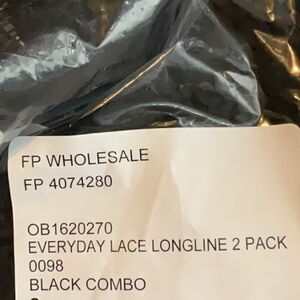 FP WHOLESALE
FP 4074280
OB1620270
EVERYDAY LACE LONGLINE 2 PACK
0098
BLACK COMBO